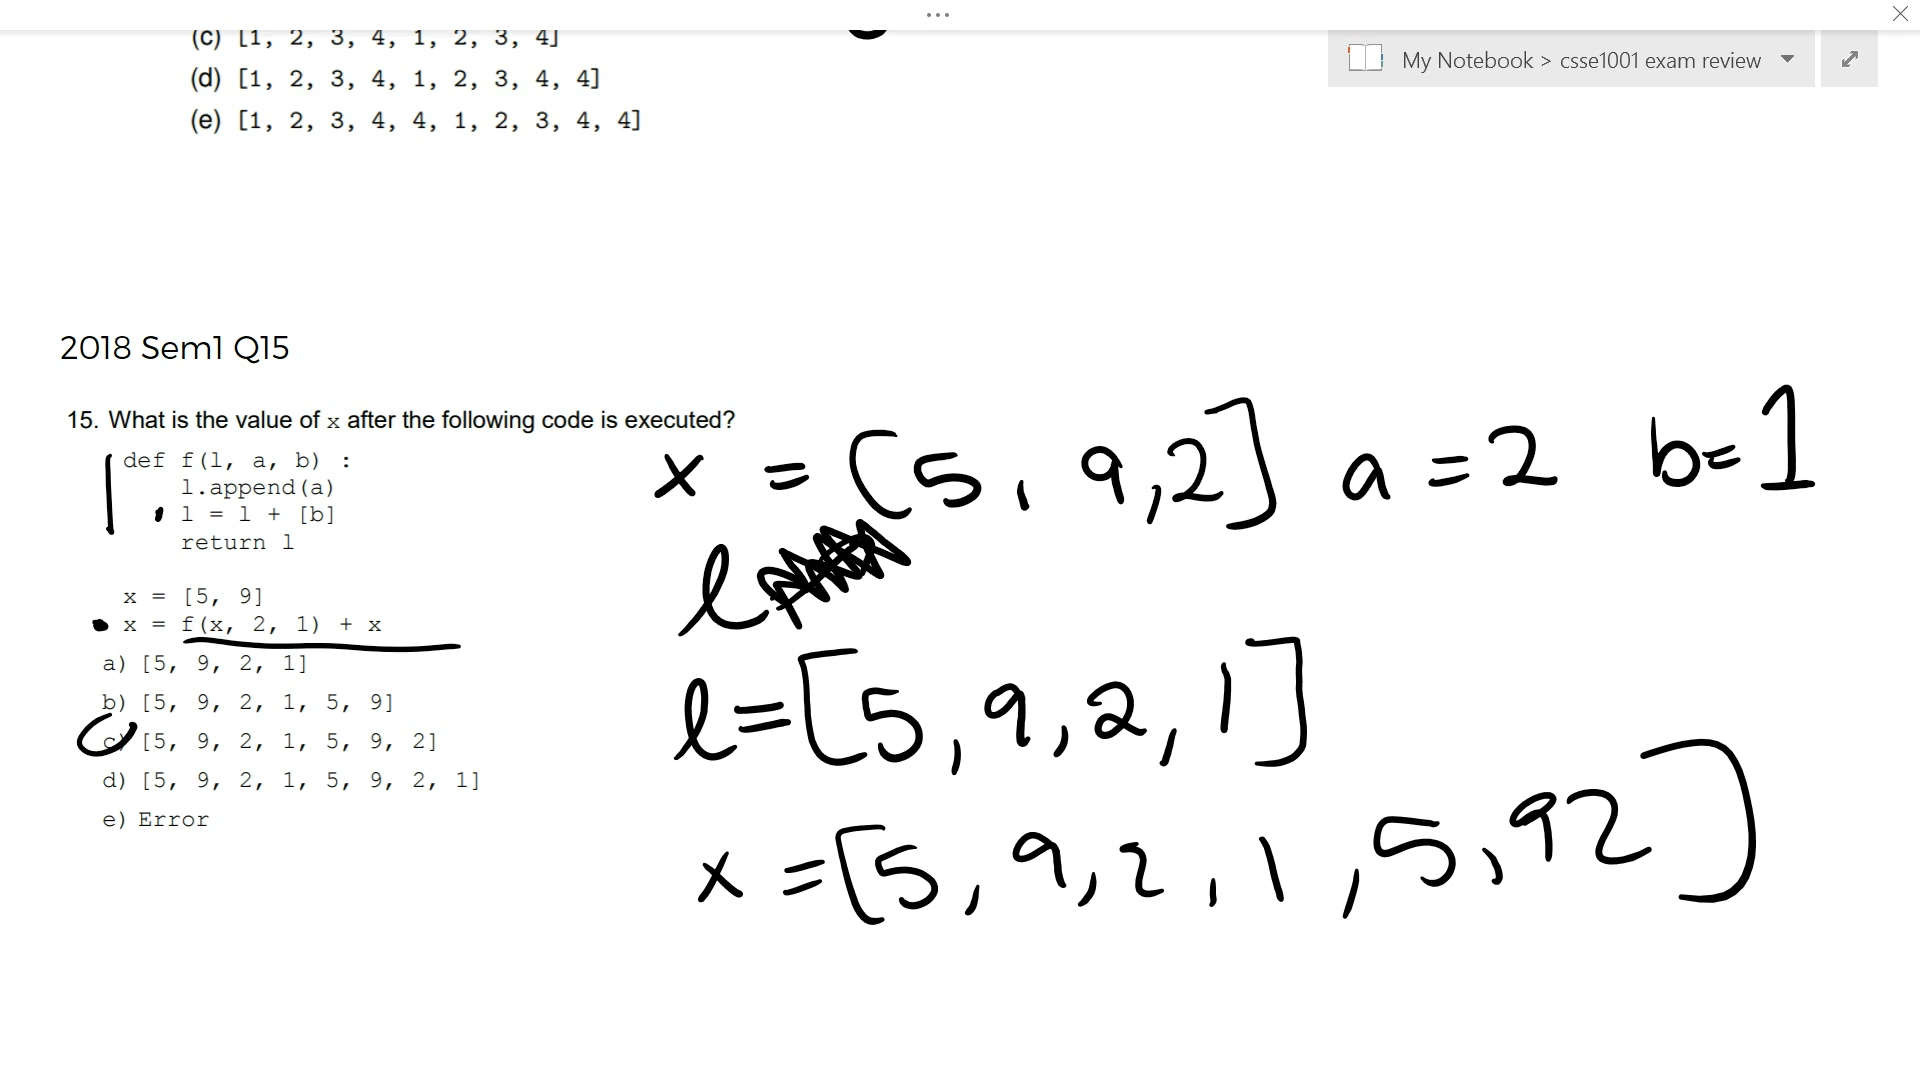 (c) [1, 2, 3, 4, 1, 2, 3, 4]
My Notebook > csse1001 exam review
(d) [1, 2, 3, 4, 1, 2, 3, 4, 4]
(e) [1, 2, 3, 4, 4, 1, 2, 3, 4, 4]
2018 Sem1 Q15
15. What is the value of x after the following code is executed?
def f(l, a, b) :
l.append(a)
l = l + [b]
return l
x = [5, 9]
x = f(x, 2, 1) + x
a) [5, 9, 2, 1]
b) [5, 9, 2, 1, 5, 9]
c) [5, 9, 2, 1, 5, 9, 2]
d) [5, 9, 2, 1, 5, 9, 2, 1]
e) Error
x = [5, 9,2] a = 2 b=1
l
l=[5,9,2,1]
x =[5,9,2,1,5,92]